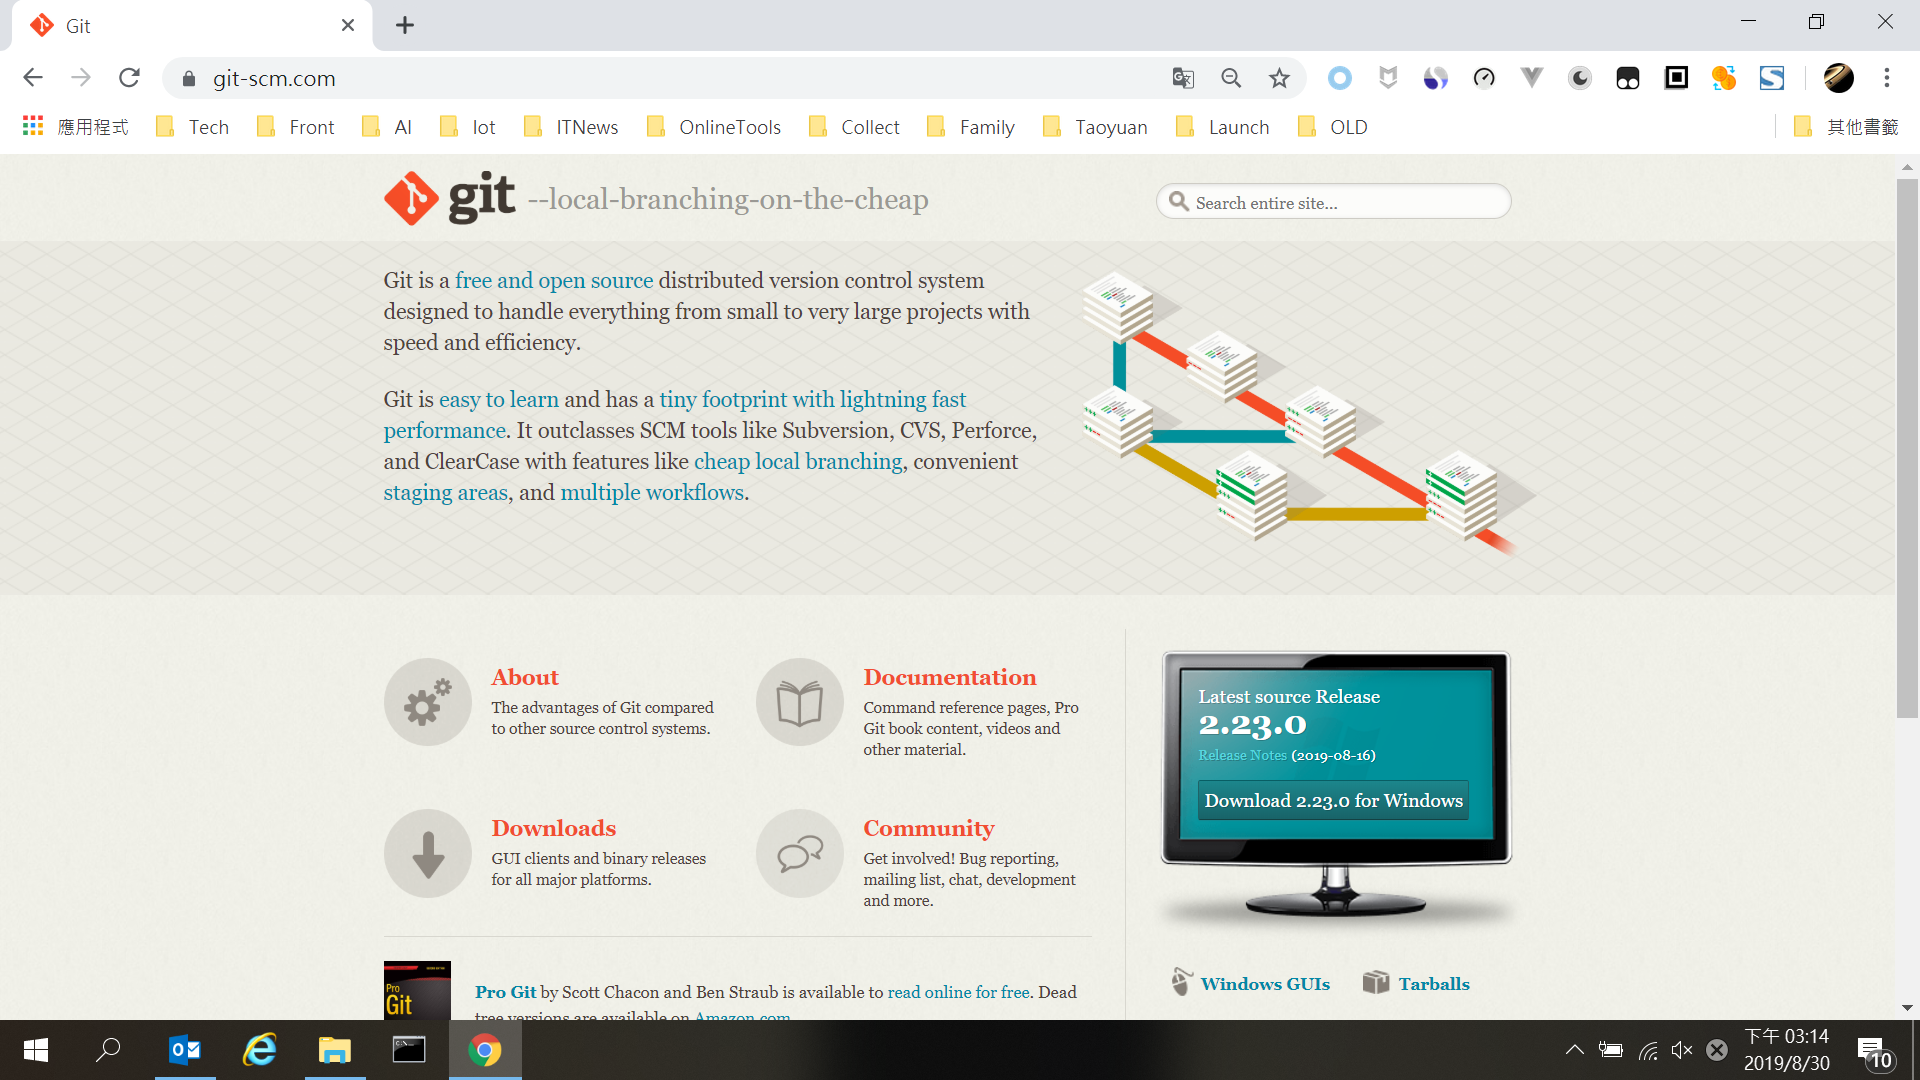 Git
git-scm.com
應用程式 Tech Front AI Iot ITNews OnlineTools Collect Family Taoyuan Launch OLD 其他書籤
git --local-branching-on-the-cheap
Search entire site...
Git is a free and open source distributed version control system
designed to handle everything from small to very large projects with
speed and efficiency.
Git is easy to learn and has a tiny footprint with lightning fast
performance. It outclasses SCM tools like Subversion, CVS, Perforce,
and ClearCase with features like cheap local branching, convenient
staging areas, and multiple workflows.
About
The advantages of Git compared
to other source control systems.
Documentation
Command reference pages, Pro
Git book content, videos and
other material.
Downloads
GUI clients and binary releases
for all major platforms.
Community
Get involved! Bug reporting,
mailing list, chat, development
and more.
Latest source Release
2.23.0
Release Notes (2019-08-16)
Download 2.23.0 for Windows
Windows GUIs Tarballs
Pro
Git
Pro Git by Scott Chacon and Ben Straub is available to read online for free. Dead
tree versions are available on Amazon.com.
下午 03:14
2019/8/30
10